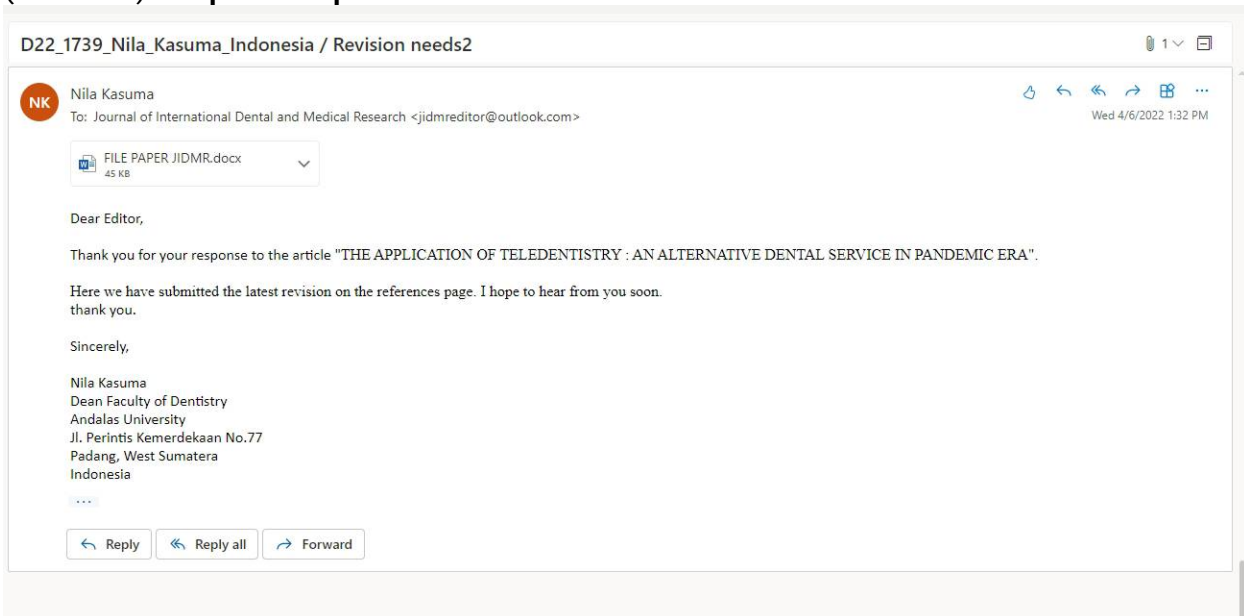 D22_1739_Nila_Kasuma_Indonesia / Revision needs2
1
NK
Nila Kasuma
To: Journal of International Dental and Medical Research <jidmreditor@outlook.com>
Wed 4/6/2022 1:32 PM
FILE PAPER JIDMR.docx
45 KB
Dear Editor,
Thank you for your response to the article "THE APPLICATION OF TELEDENTISTRY : AN ALTERNATIVE DENTAL SERVICE IN PANDEMIC ERA".
Here we have submitted the latest revision on the references page. I hope to hear from you soon.
thank you.
Sincerely,
Nila Kasuma
Dean Faculty of Dentistry
Andalas University
Jl. Perintis Kemerdekaan No.77
Padang, West Sumatera
Indonesia
...
Reply
Reply all
Forward